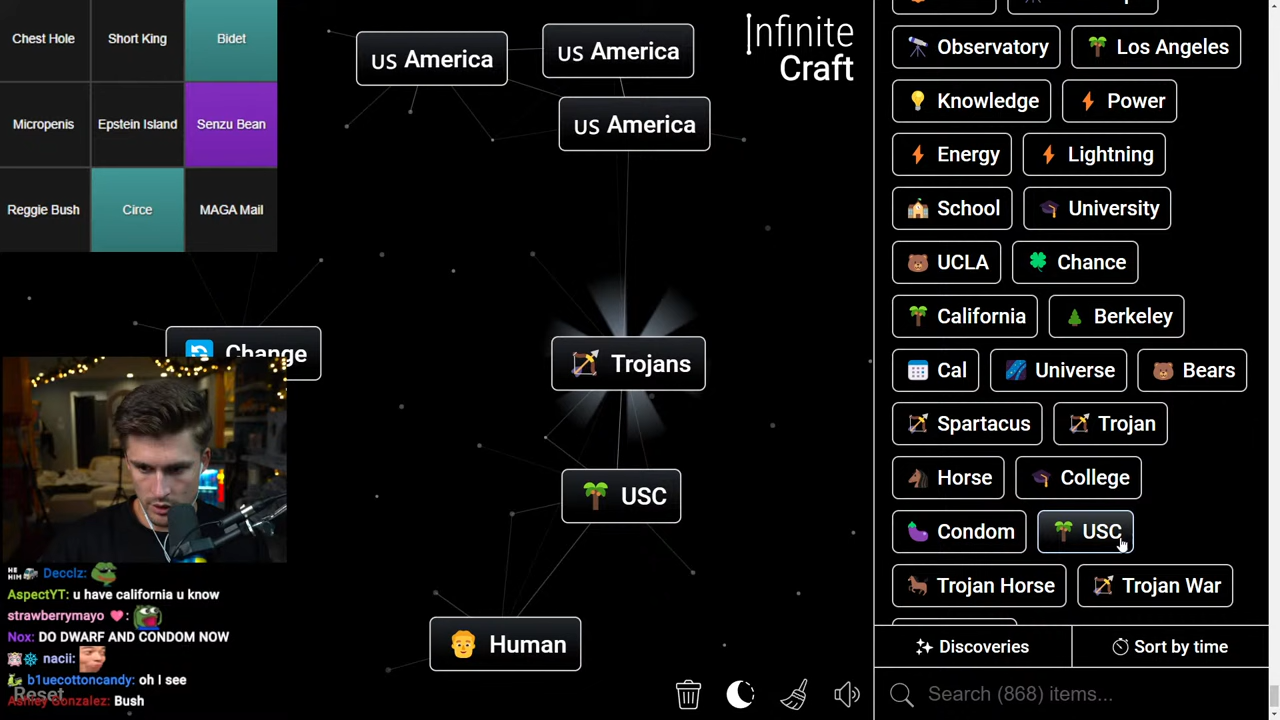 Chest Hole
Short King
Bidet
Micropenis
Epstein Island
Senzu Bean
Reggie Bush
Circe
MAGA Mail
US America
US America
US America
Infinite
Craft
Change
Trojans
USC
Human
Observatory
Los Angeles
Knowledge
Power
Energy
Lightning
School
University
UCLA
Chance
California
Berkeley
Cal
Universe
Bears
Spartacus
Trojan
Horse
College
Condom
USC
Trojan Horse
Trojan War
Discoveries
Sort by time
Search (868) items...
HE HIM Decclz:
AspectYT: u have california u know
strawberrymayo :
Nox: DO DWARF AND CONDOM NOW
nacii:
b1uecottoncandy: oh I see
Ashley Gonzalez: Bush
Reset